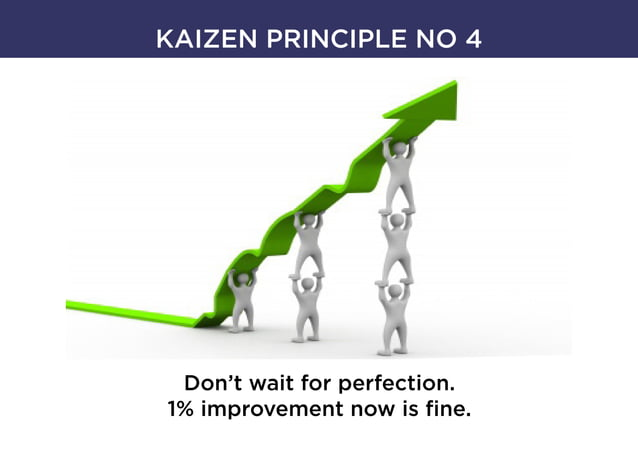 KAIZEN PRINCIPLE NO 4
Don’t wait for perfection.
1% improvement now is fine.